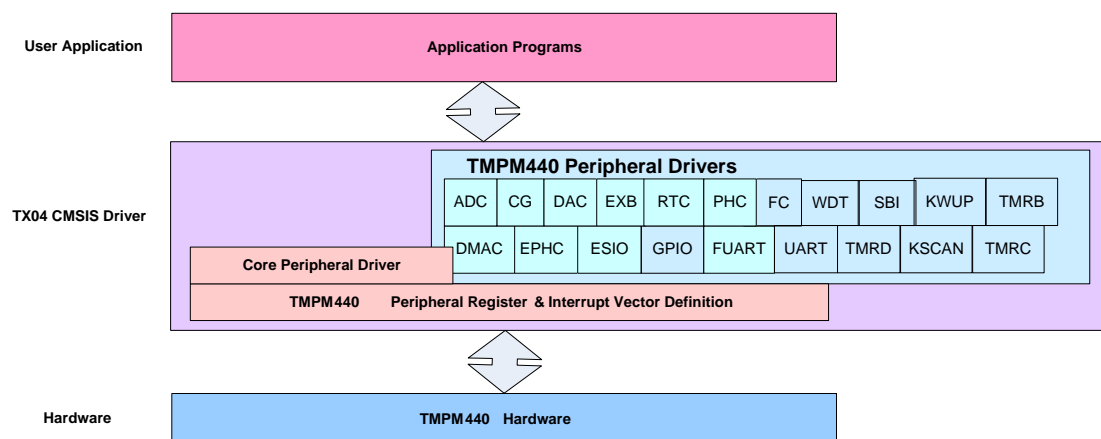 User Application
Application Programs
TX04 CMSIS Driver
TMPM440 Peripheral Drivers
ADC CG DAC EXB RTC PHC FC WDT SBI KWUP TMRB
DMAC EPHC ESIO GPIO FUART UART TMRD KSCAN TMRC
Core Peripheral Driver
TMPM440 Peripheral Register & Interrupt Vector Definition
Hardware
TMPM440 Hardware